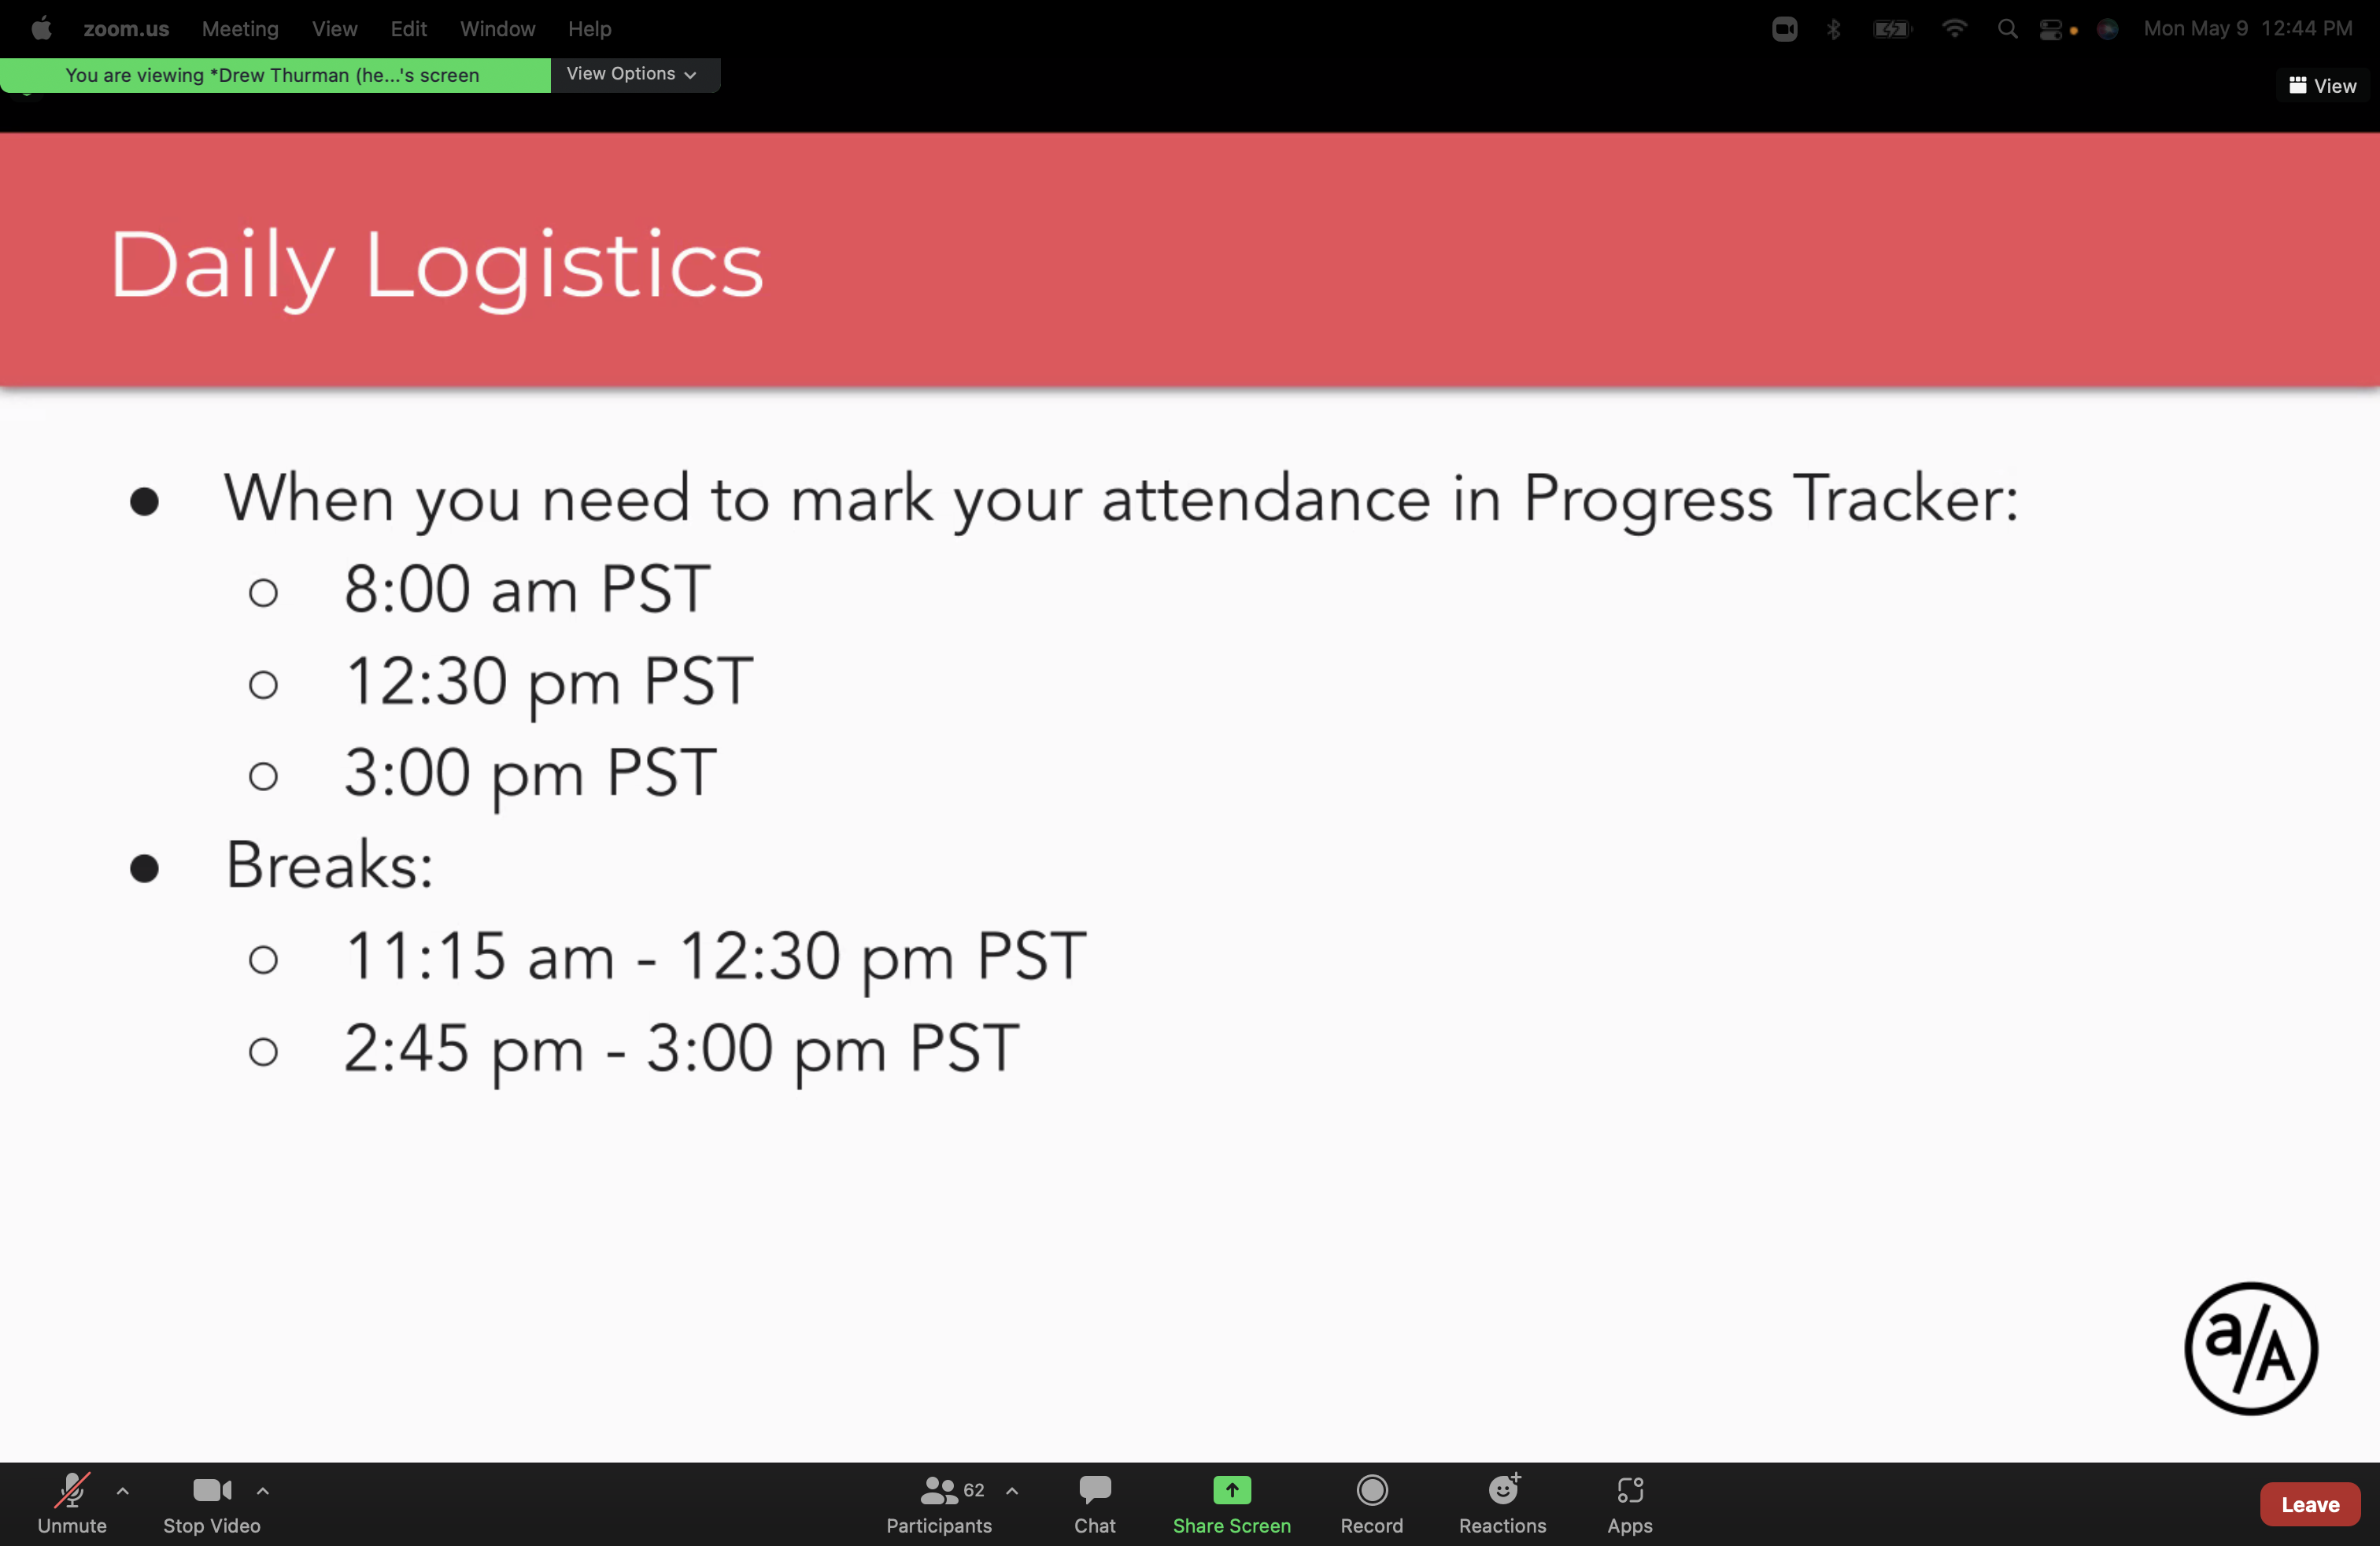 zoom.us Meeting View Edit Window Help Mon May 9 12:44 PM
You are viewing *Drew Thurman (he...'s screen View Options
View
Daily Logistics
● When you need to mark your attendance in Progress Tracker:
○ 8:00 am PST
○ 12:30 pm PST
○ 3:00 pm PST
● Breaks:
○ 11:15 am - 12:30 pm PST
○ 2:45 pm - 3:00 pm PST
a/A
62
Unmute Stop Video Participants Chat Share Screen Record Reactions Apps Leave